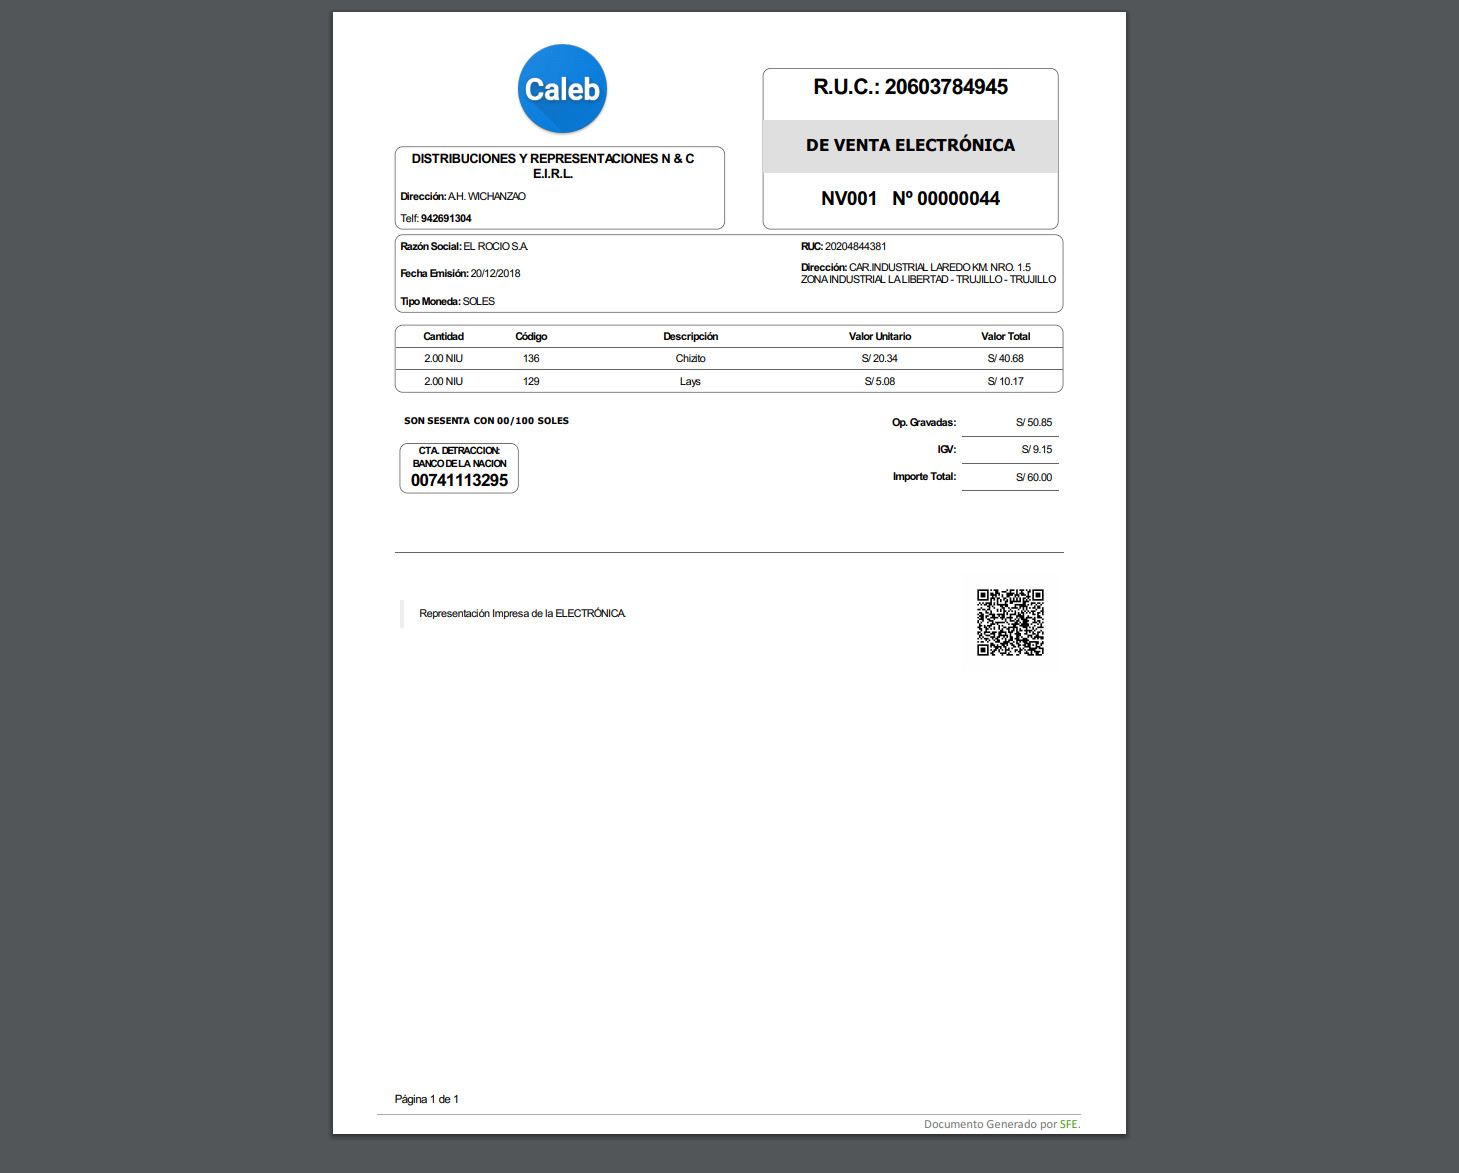 Caleb
R.U.C.: 20603784945
DE VENTA ELECTRÓNICA
NV001 Nº 00000044
DISTRIBUCIONES Y REPRESENTACIONES N & C
E.I.R.L.
Dirección: A.H. WICHANZAO
Telf: 942691304
Razón Social: EL ROCIO S.A.
RUC: 20204844381
Fecha Emisión: 20/12/2018
Dirección: CAR.INDUSTRIAL LAREDO KM. NRO. 1.5
ZONA INDUSTRIAL LA LIBERTAD - TRUJILLO - TRUJILLO
Tipo Moneda: SOLES
Cantidad Código Descripción Valor Unitario Valor Total
2.00 NIU 136 Chizito S/ 20.34 S/ 40.68
2.00 NIU 129 Lays S/ 5.08 S/ 10.17
SON SESENTA CON 00/100 SOLES
Op. Gravadas: S/ 50.85
IGV: S/ 9.15
Importe Total: S/ 60.00
CTA. DETRACCION:
BANCO DE LA NACION
00741113295
Representación Impresa de la ELECTRÓNICA.
Página 1 de 1
Documento Generado por SFE.